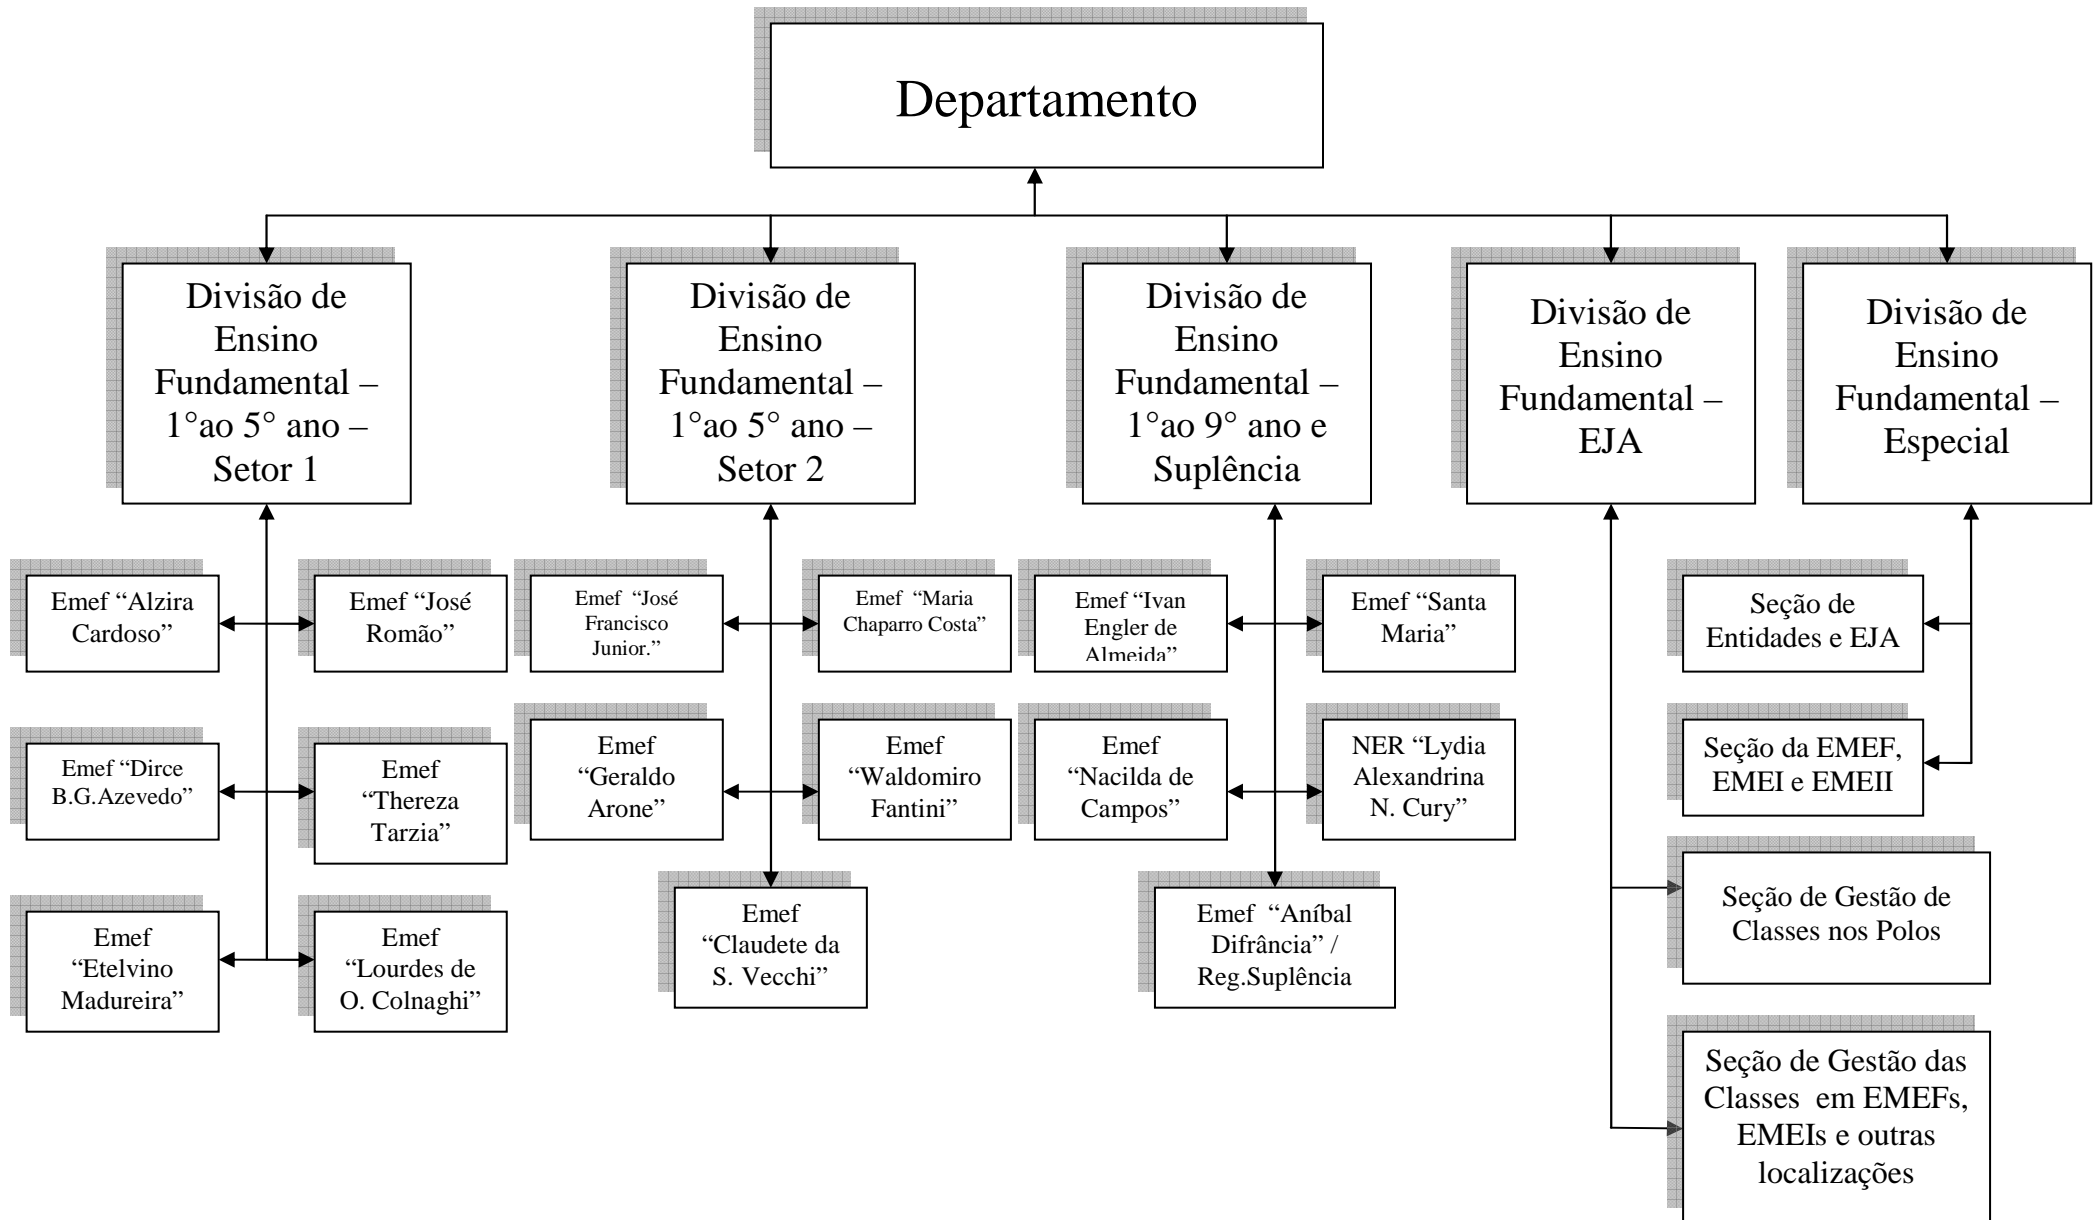 Departamento
Divisão de
Ensino
Fundamental –
1°ao 5° ano –
Setor 1
Divisão de
Ensino
Fundamental –
1°ao 5° ano –
Setor 2
Divisão de
Ensino
Fundamental –
1°ao 9° ano e
Suplência
Divisão de
Ensino
Fundamental –
EJA
Divisão de
Ensino
Fundamental –
Especial
Emef “Alzira
Cardoso”
Emef “José
Romão”
Emef “José
Francisco
Junior.”
Emef “Maria
Chaparro Costa”
Emef “Ivan
Engler de
Almeida”
Emef “Santa
Maria”
Seção de
Entidades e EJA
Emef “Dirce
B.G.Azevedo”
Emef
“Thereza
Tarzia”
Emef
“Geraldo
Arone”
Emef
“Waldomiro
Fantini”
Emef
“Nacilda de
Campos”
NER “Lydia
Alexandrina
N. Cury”
Seção da EMEF,
EMEI e EMEII
Emef
“Etelvino
Madureira”
Emef
“Lourdes de
O. Colnaghi”
Emef
“Claudete da
S. Vecchi”
Emef “Aníbal
Difrância” /
Reg.Suplência
Seção de Gestão de
Classes nos Polos
Seção de Gestão das
Classes em EMEFs,
EMEIs e outras
localizações